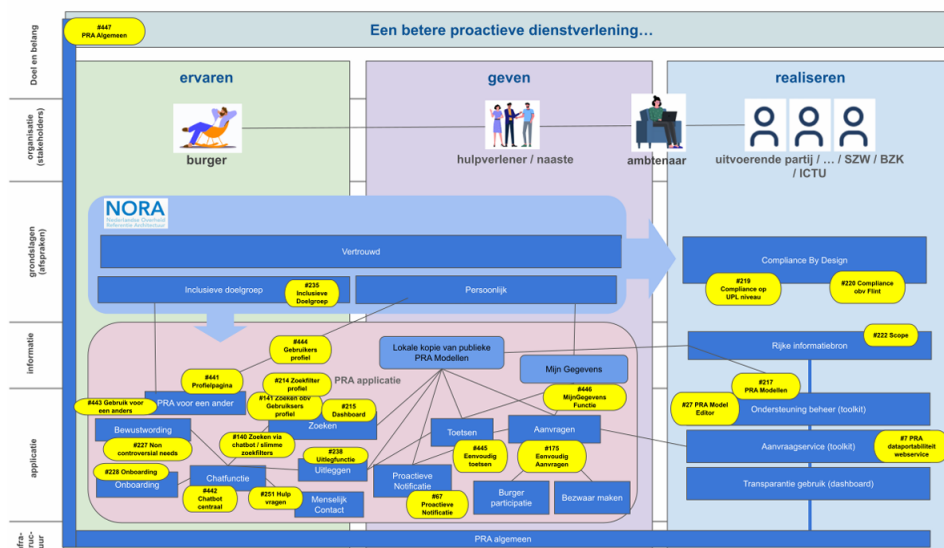 #447
PRA Algemeen
Een betere proactieve dienstverlening…
Doel en belang
ervaren
geven
realiseren
organisatie
(stakeholders)
burger
hulpverlener / naaste
ambtenaar
uitvoerende partij / … / SZW / BZK
/ ICTU
grondslagen
(afspraken)
NORA
Nederlandse Overheid
Referentie Architectuur
Vertrouwd
Compliance By Design
#219
Compliance op
UPL niveau
#220 Compliance
obv Flint
Inclusieve doelgroep
#235
Inclusieve
Doelgroep
Persoonlijk
informatie
#444
Gebruikers
profiel
Lokale kopie van publieke
PRA Modellen
Mijn Gegevens
#222 Scope
Rijke informatiebron
#441
Profielpagina
#214 Zoekfilter
profiel
PRA applicatie
#446
MijnGegevens
Functie
#217
PRA Modellen
applicatie
#443 Gebruik voor
een anders
PRA voor een ander
#141 Zoeken obv
Gebruiksers
profiel
#215
Dashboard
#27 PRA Model
Editor
Ondersteuning beheer (toolkit)
Bewustwording
Zoeken
Toetsen
Aanvragen
#227 Non
controversial needs
#140 Zoeken via
chatbot / slimme
zoekfilters
#238
Uitlegfunctie
#445
Eenvoudig
toetsen
#175
Eenvoudig
Aanvragen
Aanvraagservice (toolkit)
#7 PRA
dataportabiliteit
webservice
#228 Onboarding
Onboarding
Chatfunctie
Uitleggen
Proactieve
Notificatie
#442
Chatbot
centraal
#251 Hulp
vragen
Menselijk
Contact
#67
Proactieve
Notificatie
Burger
participatie
Bezwaar maken
Transparantie gebruik (dashboard)
PRA algemeen